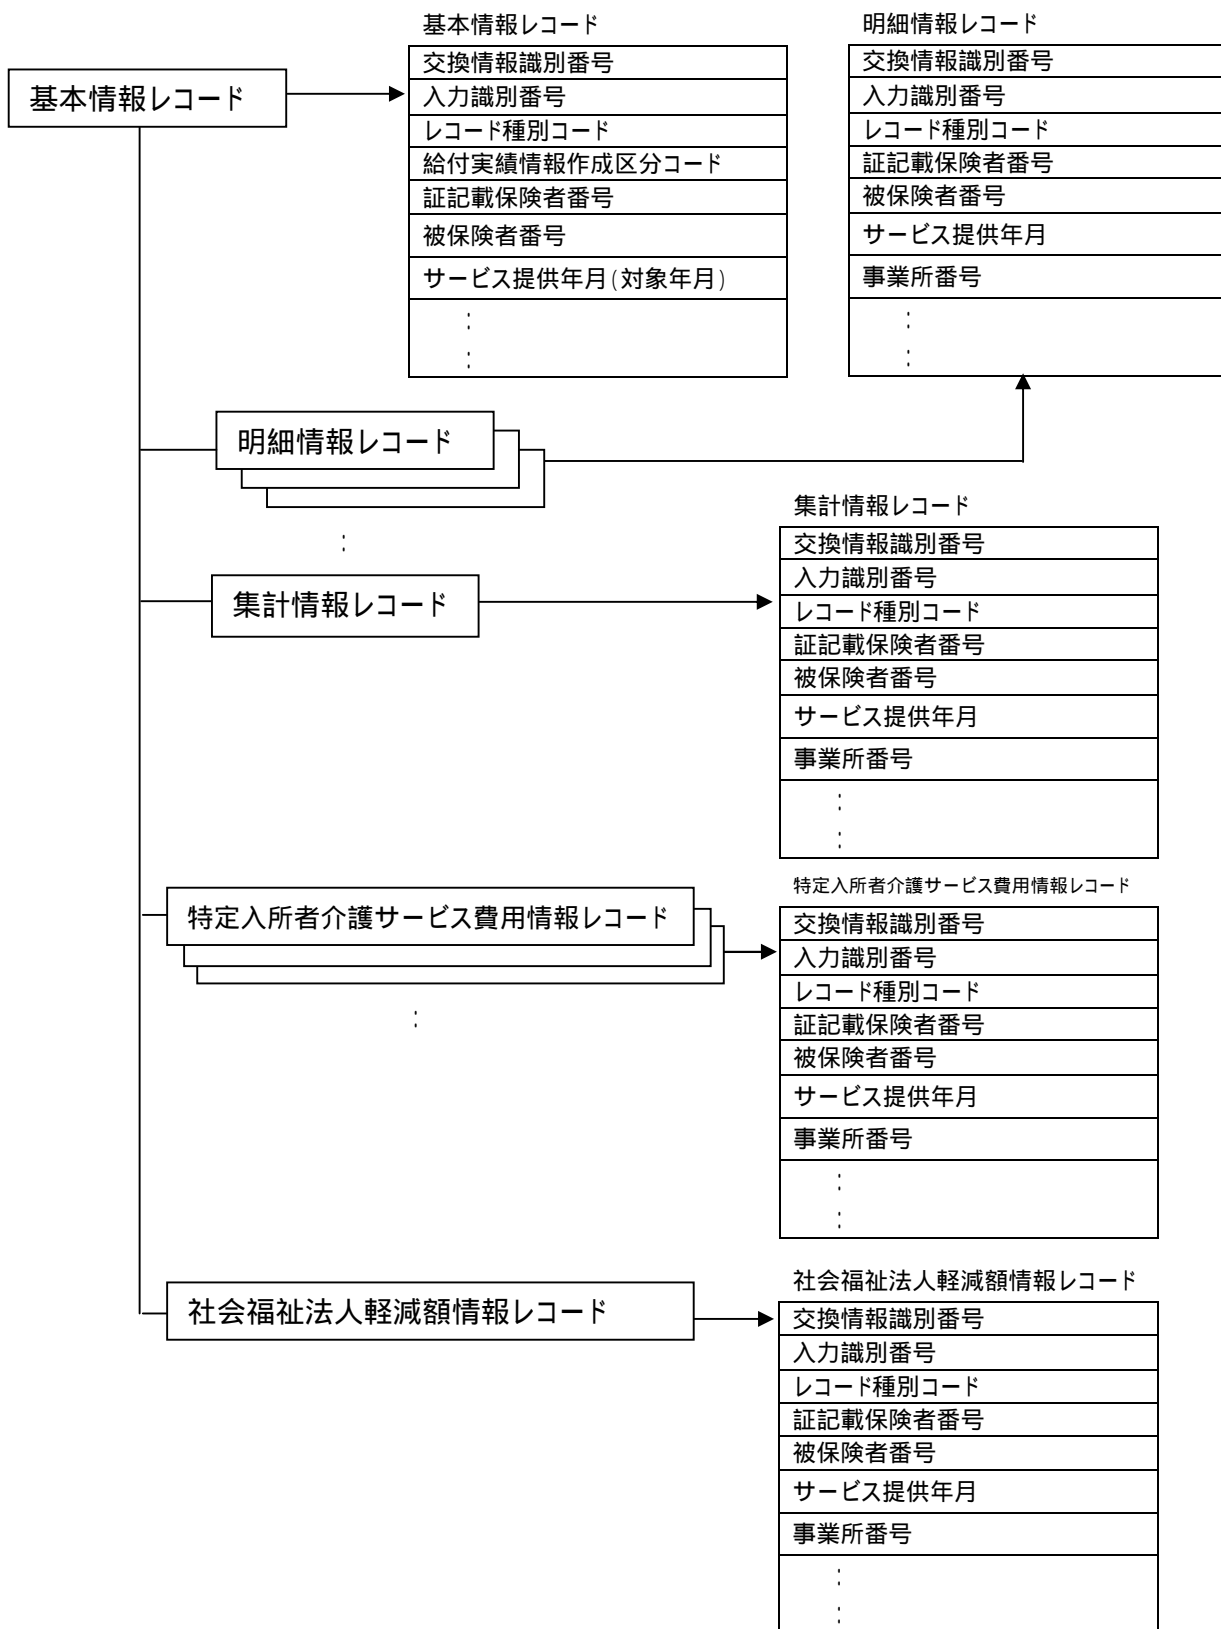 基本情報レコード
基本情報レコード
交換情報識別番号
入力識別番号
レコード種別コード
給付実績情報作成区分コード
証記載保険者番号
被保険者番号
サービス提供年月(対象年月)
:
:
明細情報レコード
交換情報識別番号
入力識別番号
レコード種別コード
証記載保険者番号
被保険者番号
サービス提供年月
事業所番号
:
:
明細情報レコード
:
集計情報レコード
集計情報レコード
交換情報識別番号
入力識別番号
レコード種別コード
証記載保険者番号
被保険者番号
サービス提供年月
事業所番号
:
:
特定入所者介護サービス費用情報レコード
:
特定入所者介護サービス費用情報レコード
交換情報識別番号
入力識別番号
レコード種別コード
証記載保険者番号
被保険者番号
サービス提供年月
事業所番号
:
:
社会福祉法人軽減額情報レコード
社会福祉法人軽減額情報レコード
交換情報識別番号
入力識別番号
レコード種別コード
証記載保険者番号
被保険者番号
サービス提供年月
事業所番号
:
: